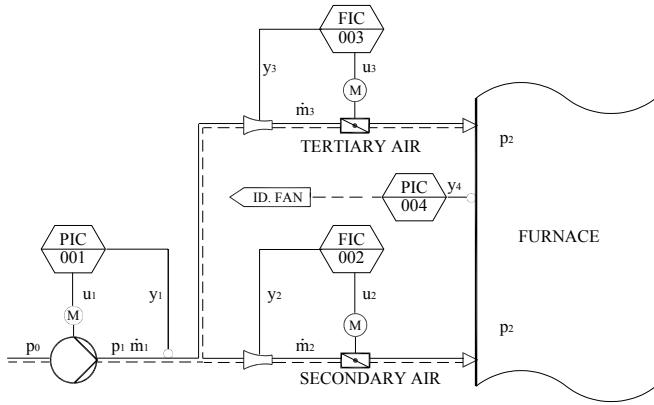 FIC
003
y₃
u₃
M
ṁ₃
p₂
TERTIARY AIR
ID. FAN
PIC
004
y₄
FURNACE
PIC
001
FIC
002
u₁
y₁
y₂
u₂
M
M
p₀
p₁ ṁ₁
ṁ₂
p₂
SECONDARY AIR